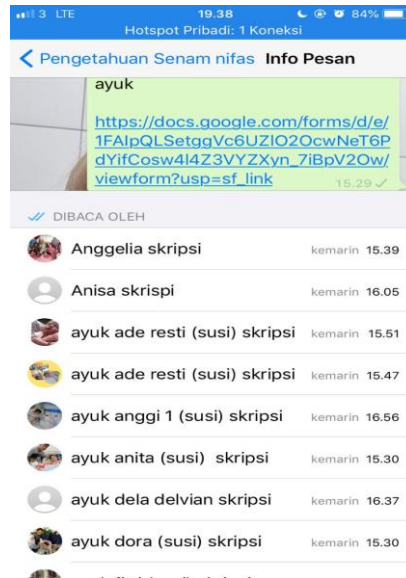 3 LTE 19.38 84%
Hotspot Pribadi: 1 Koneksi
Pengetahuan Senam nifas Info Pesan
ayuk
https://docs.google.com/forms/d/e/
1FAIpQLSetggVc6UZlO2OcwNeT6P
dYifCosw4l4Z3VYZXyn_7iBpV2Ow/
viewform?usp=sf_link
15.29
DIBACA OLEH
Anggelia skripsi kemarin 15.39
Anisa skrispi kemarin 16.05
ayuk ade resti (susi) skripsi kemarin 15.51
ayuk ade resti (susi) skripsi kemarin 15.47
ayuk anggi 1 (susi) skripsi kemarin 16.56
ayuk anita (susi) skripsi kemarin 15.30
ayuk dela delvian skripsi kemarin 16.37
ayuk dora (susi) skripsi kemarin 15.30